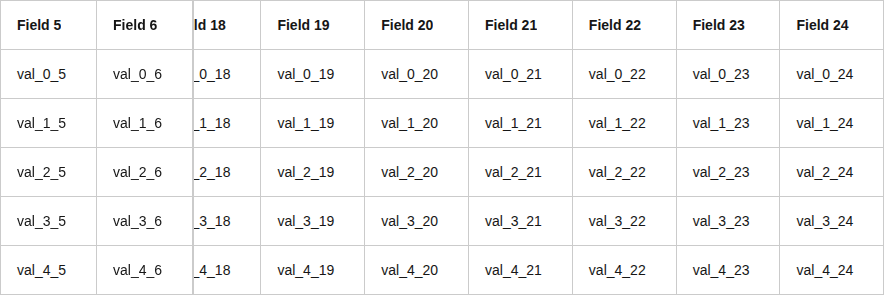 Field 5 Field 6 ld 18 Field 19 Field 20 Field 21 Field 22 Field 23 Field 24
val_0_5 val_0_6 _0_18 val_0_19 val_0_20 val_0_21 val_0_22 val_0_23 val_0_24
val_1_5 val_1_6 _1_18 val_1_19 val_1_20 val_1_21 val_1_22 val_1_23 val_1_24
val_2_5 val_2_6 _2_18 val_2_19 val_2_20 val_2_21 val_2_22 val_2_23 val_2_24
val_3_5 val_3_6 _3_18 val_3_19 val_3_20 val_3_21 val_3_22 val_3_23 val_3_24
val_4_5 val_4_6 _4_18 val_4_19 val_4_20 val_4_21 val_4_22 val_4_23 val_4_24